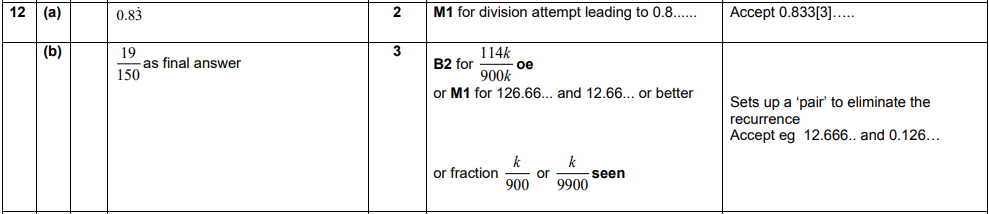 12 (a) 0.83̇ 2 M1 for division attempt leading to 0.8...... Accept 0.833[3].....
(b) 19/150 as final answer 3 B2 for 114k/900k oe
or M1 for 126.66... and 12.66... or better
Sets up a ‘pair’ to eliminate the
recurrence
Accept eg 12.666.. and 0.126...
or fraction k/900 or k/9900 seen